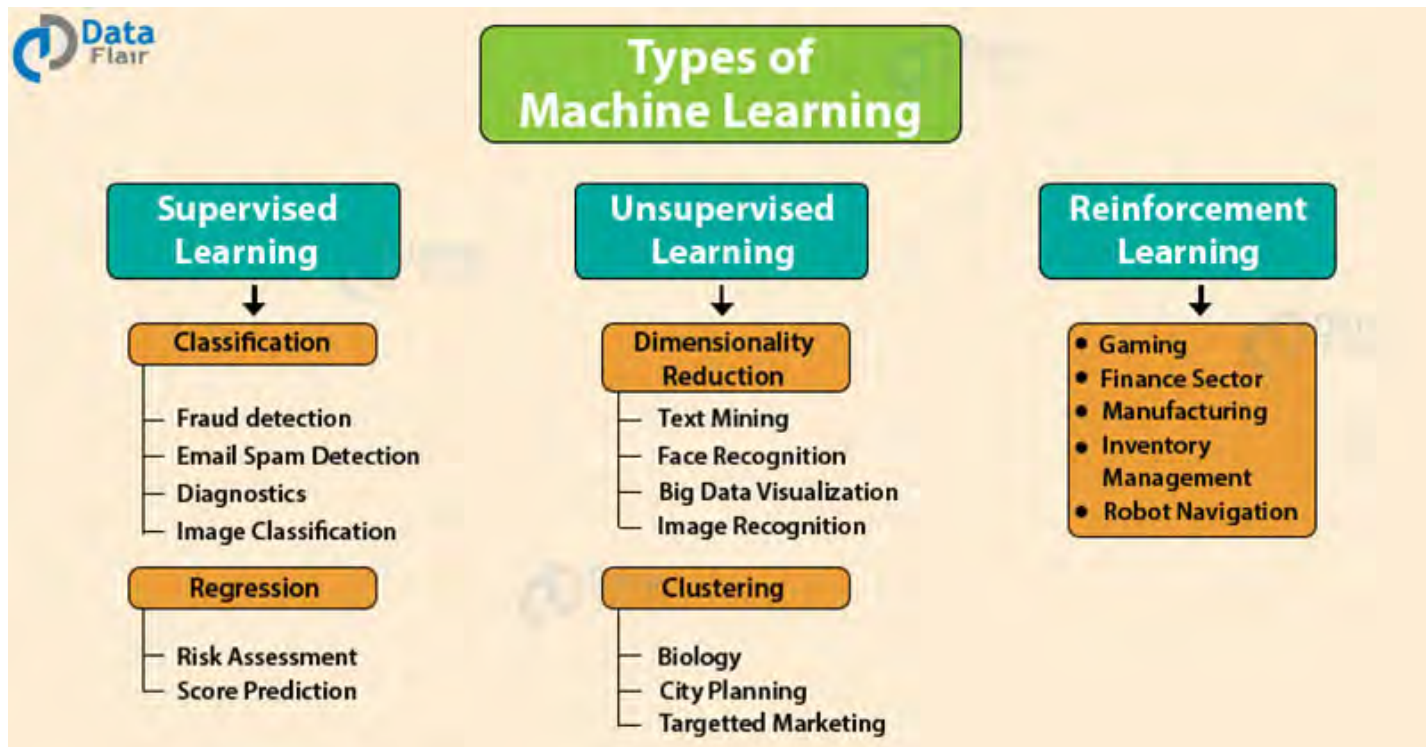 Data
Flair
Types of
Machine Learning
Supervised
Learning
Classification
Fraud detection
Email Spam Detection
Diagnostics
Image Classification
Regression
Risk Assessment
Score Prediction
Unsupervised
Learning
Dimensionality
Reduction
Text Mining
Face Recognition
Big Data Visualization
Image Recognition
Clustering
Biology
City Planning
Targetted Marketing
Reinforcement
Learning
Gaming
Finance Sector
Manufacturing
Inventory
Management
Robot Navigation